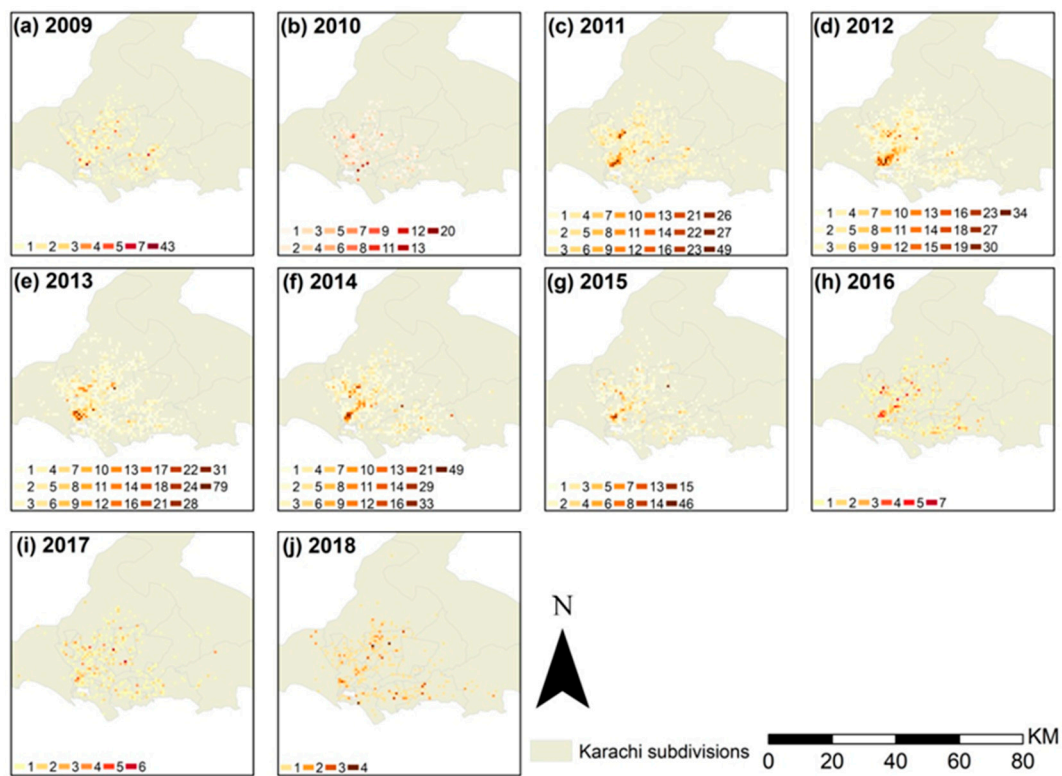 (a) 2009
1 2 3 4 5 7 43
(b) 2010
1 3 5 7 9 12 20
2 4 6 8 11 13
(c) 2011
1 4 7 10 13 21 26
2 5 8 11 14 22 27
3 6 9 12 16 23 49
(d) 2012
1 4 7 10 13 16 23 34
2 5 8 11 14 18 27
3 6 9 12 15 19 30
(e) 2013
1 4 7 10 13 17 22 31
2 5 8 11 14 18 24 79
3 6 9 12 16 21 28
(f) 2014
1 4 7 10 13 21 49
2 5 8 11 14 29
3 6 9 12 16 33
(g) 2015
1 3 5 7 13 15
2 4 6 8 14 46
(h) 2016
1 2 3 4 5 7
(i) 2017
1 2 3 4 5 6
(j) 2018
1 2 3 4
N
Karachi subdivisions
KM
0 20 40 60 80